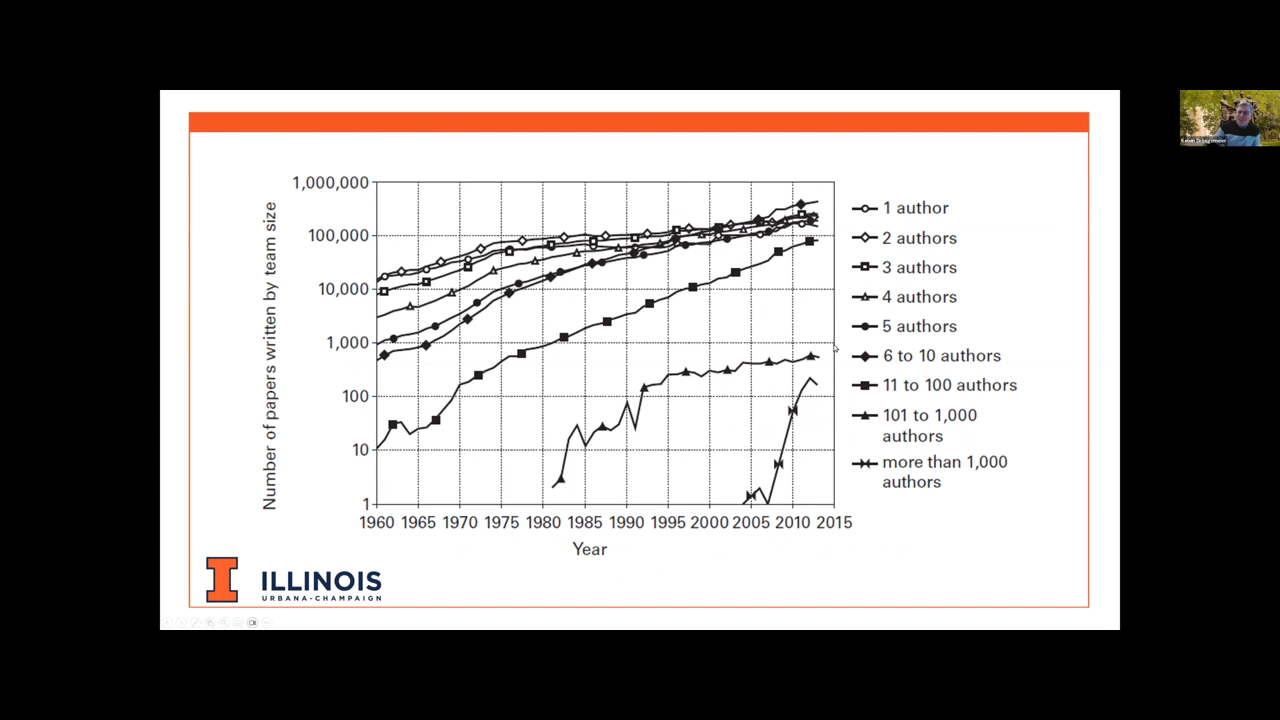 Number of papers written by team size
1,000,000
100,000
10,000
1,000
100
10
1
1960 1965 1970 1975 1980 1985 1990 1995 2000 2005 2010 2015
Year
1 author
2 authors
3 authors
4 authors
5 authors
6 to 10 authors
11 to 100 authors
101 to 1,000
authors
more than 1,000
authors
I ILLINOIS
URBANA-CHAMPAIGN